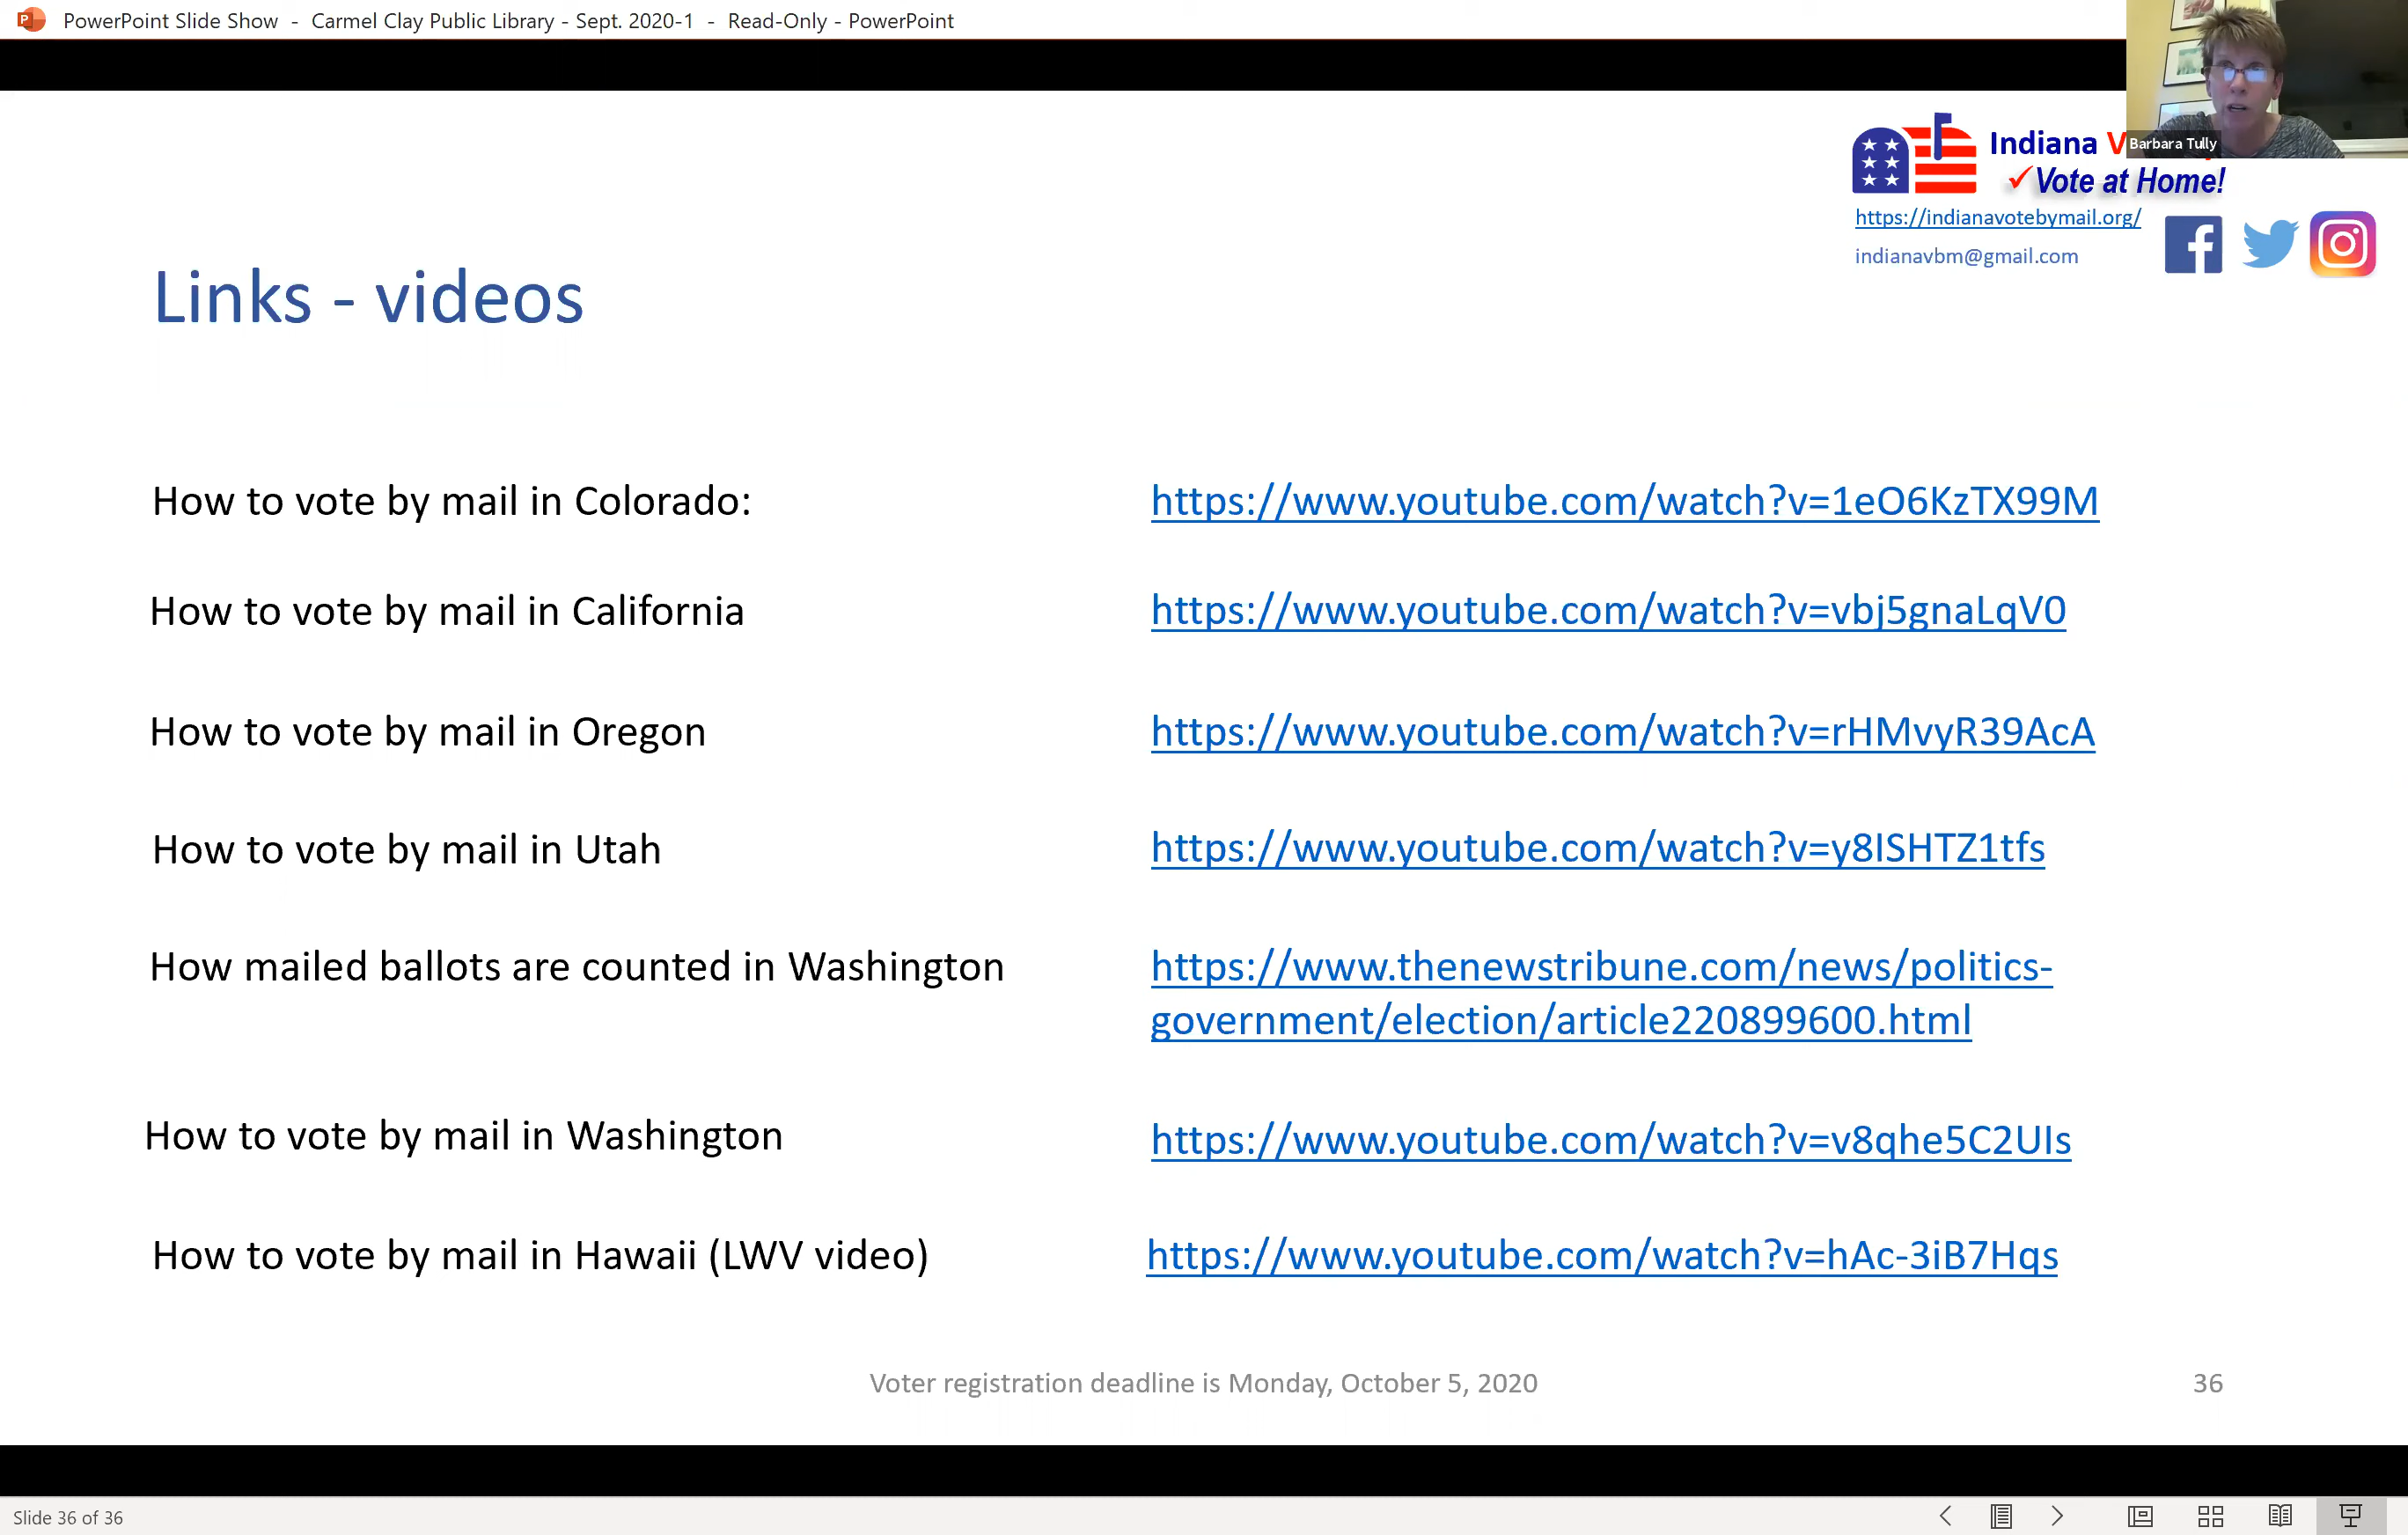 PowerPoint Slide Show - Carmel Clay Public Library - Sept. 2020-1 - Read-Only - PowerPoint
Barbara Tully
Indiana V
✓Vote at Home!
https://indianavotebymail.org/
indianavbm@gmail.com
Links - videos
How to vote by mail in Colorado: https://www.youtube.com/watch?v=1eO6KzTX99M
How to vote by mail in California https://www.youtube.com/watch?v=vbj5gnaLqV0
How to vote by mail in Oregon https://www.youtube.com/watch?v=rHMvyR39AcA
How to vote by mail in Utah https://www.youtube.com/watch?v=y8ISHTZ1tfs
How mailed ballots are counted in Washington https://www.thenewstribune.com/news/politics-
government/election/article220899600.html
How to vote by mail in Washington https://www.youtube.com/watch?v=v8qhe5C2UIs
How to vote by mail in Hawaii (LWV video) https://www.youtube.com/watch?v=hAc-3iB7Hqs
Voter registration deadline is Monday, October 5, 2020 36
Slide 36 of 36